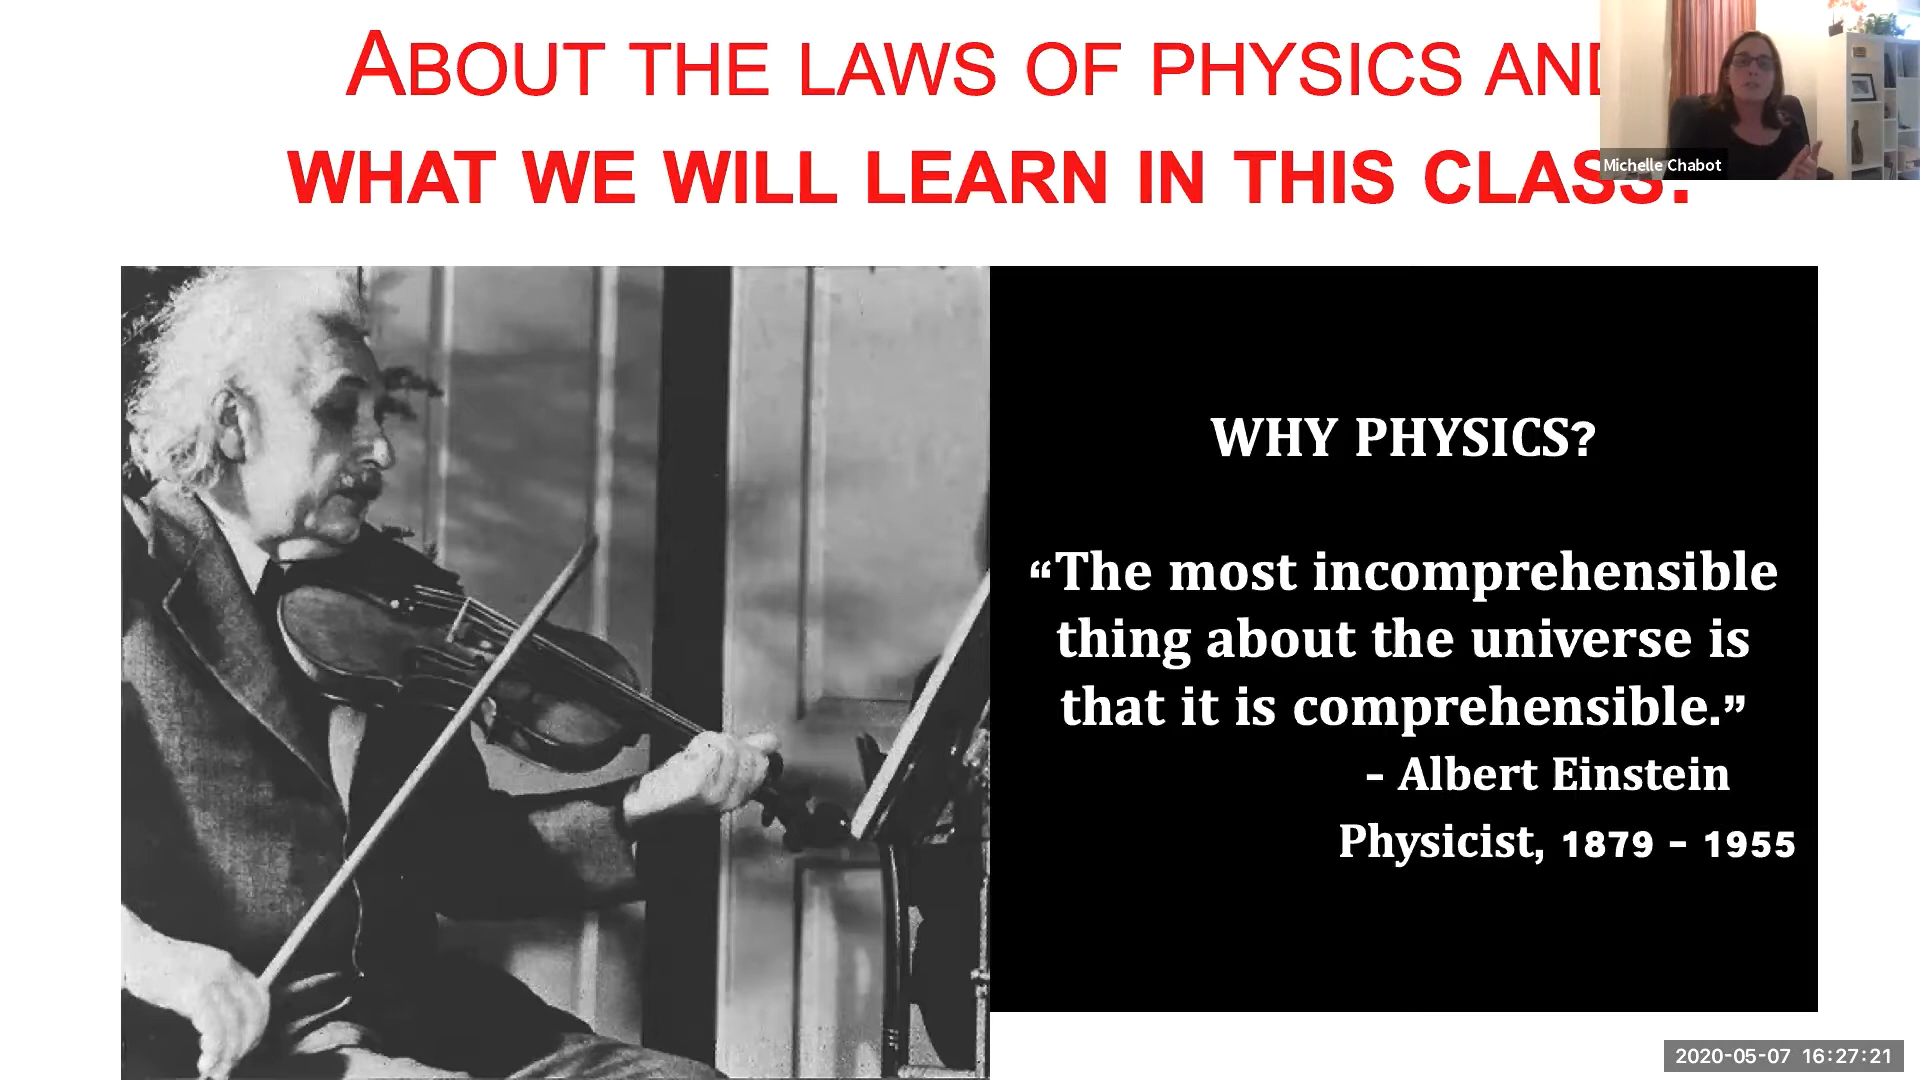 ABOUT THE LAWS OF PHYSICS AND
WHAT WE WILL LEARN IN THIS CLASS.
Michelle Chabot
WHY PHYSICS?
“The most incomprehensible
thing about the universe is
that it is comprehensible.”
– Albert Einstein
Physicist, 1879 – 1955
2020-05-07 16:27:21